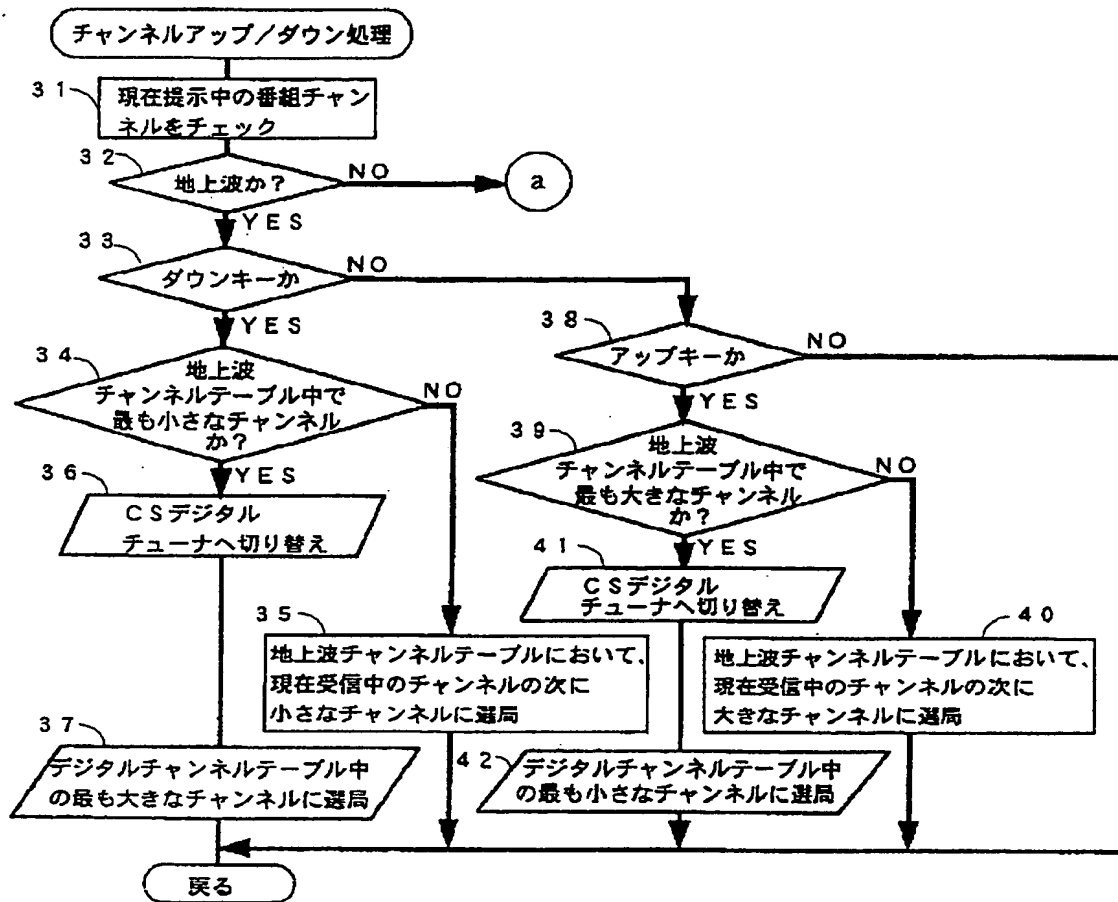 チャンネルアップ/ダウン処理
31
現在提示中の番組チャン
ネルをチェック
32
地上波か?
NO
a
YES
33
ダウンキーか
NO
YES
34
地上波
チャンネルテーブル中で
最も小さなチャンネル
か?
NO
YES
36
CSデジタル
チューナへ切り替え
35
地上波チャンネルテーブルにおいて、
現在受信中のチャンネルの次に
小さなチャンネルに選局
37
デジタルチャンネルテーブル中
の最も大きなチャンネルに選局
38
アップキーか
NO
YES
39
地上波
チャンネルテーブル中で
最も大きなチャンネル
か?
NO
YES
41
CSデジタル
チューナへ切り替え
40
地上波チャンネルテーブルにおいて、
現在受信中のチャンネルの次に
大きなチャンネルに選局
42
デジタルチャンネルテーブル中
の最も小さなチャンネルに選局
戻る